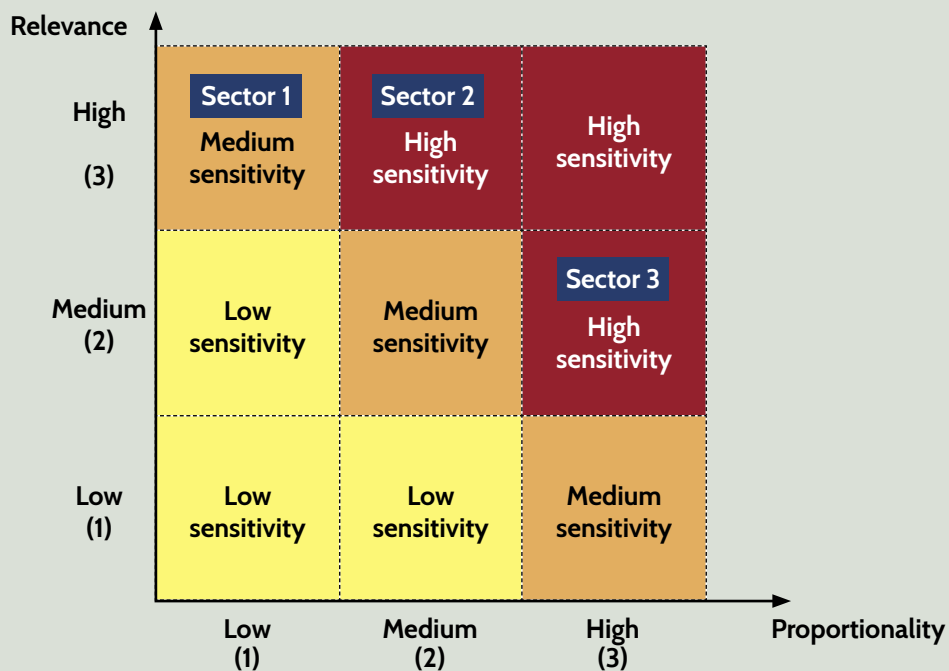 Relevance
High
(3)
Sector 1
Medium
sensitivity
Sector 2
High
sensitivity
High
sensitivity
Medium
(2)
Low
sensitivity
Medium
sensitivity
Sector 3
High
sensitivity
Low
(1)
Low
sensitivity
Low
sensitivity
Medium
sensitivity
Low
(1)
Medium
(2)
High
(3)
Proportionality